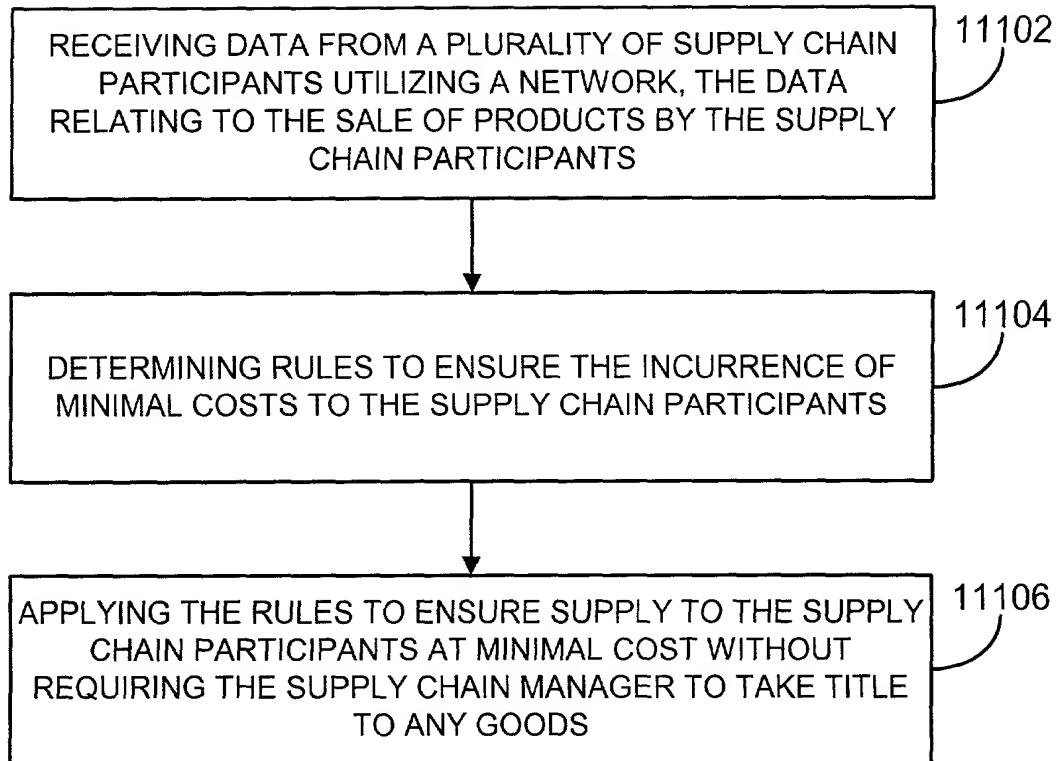 RECEIVING DATA FROM A PLURALITY OF SUPPLY CHAIN
PARTICIPANTS UTILIZING A NETWORK, THE DATA
RELATING TO THE SALE OF PRODUCTS BY THE SUPPLY
CHAIN PARTICIPANTS
11102
DETERMINING RULES TO ENSURE THE INCURRENCE OF
MINIMAL COSTS TO THE SUPPLY CHAIN PARTICIPANTS
11104
APPLYING THE RULES TO ENSURE SUPPLY TO THE SUPPLY
CHAIN PARTICIPANTS AT MINIMAL COST WITHOUT
REQUIRING THE SUPPLY CHAIN MANAGER TO TAKE TITLE
TO ANY GOODS
11106